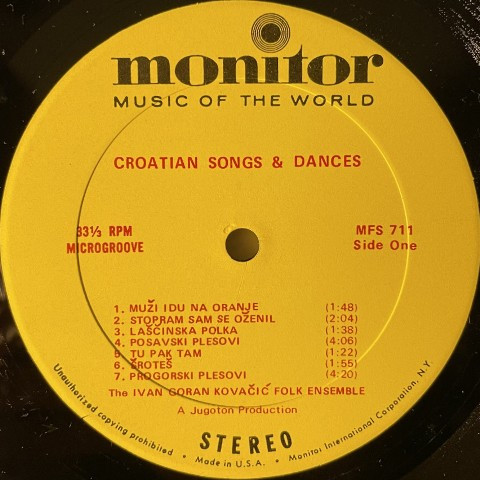 monitor
MUSIC OF THE WORLD
CROATIAN SONGS & DANCES
33⅓ RPM
MICROGROOVE
MFS 711
Side One
1. MUŽI IDU NA ORANJE (1:48)
2. STOPRAM SAM SE OŽENIL (2:04)
3. LAŠČINSKA POLKA (1:38)
4. POSAVSKI PLESOVI (4:06)
5. TU PAK TAM (1:22)
6. ŠROTEŠ (1:55)
7. PROGORSKI PLESOVI (4:20)
The IVAN GORAN KOVAČIĆ FOLK ENSEMBLE
A Jugoton Production
STEREO
Unauthorized copying prohibited • Made in U.S.A. • Monitor International Corporation, N.Y.